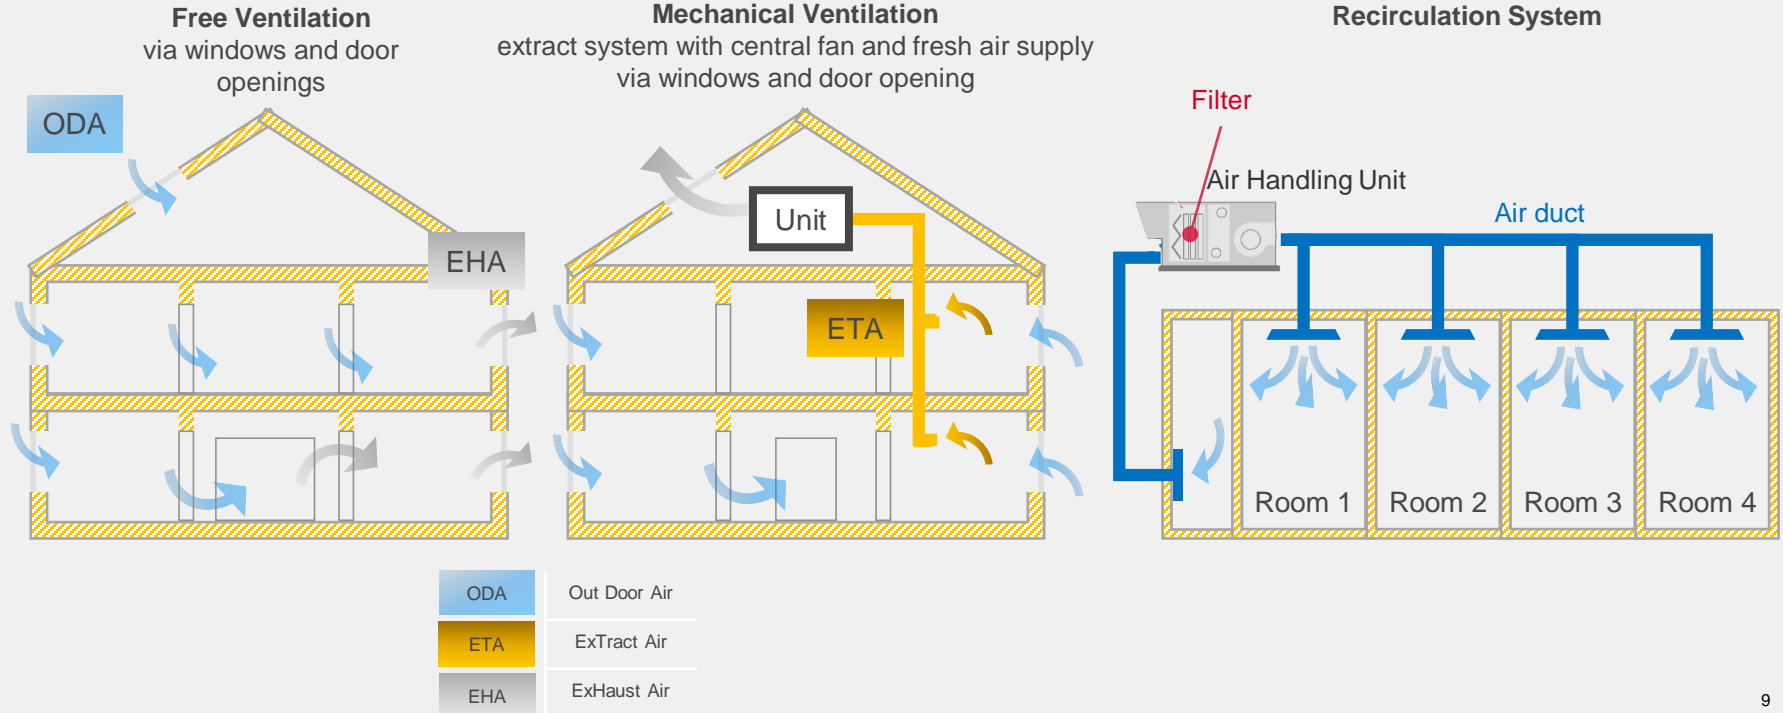 Free Ventilation
via windows and door
openings
ODA
EHA
Mechanical Ventilation
extract system with central fan and fresh air supply
via windows and door opening
Unit
ETA
Recirculation System
Filter
Air Handling Unit
Air duct
Room 1
Room 2
Room 3
Room 4
ODA Out Door Air
ETA ExTract Air
EHA ExHaust Air
9